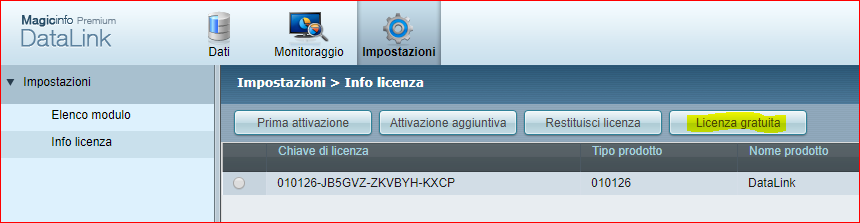 Magicinfo Premium
DataLink
Dati
Monitoraggio
Impostazioni
Impostazioni
Elenco modulo
Info licenza
Impostazioni > Info licenza
Prima attivazione
Attivazione aggiuntiva
Restituisci licenza
Licenza gratuita
Chiave di licenza
Tipo prodotto
Nome prodotto
010126-JB5GVZ-ZKVBYH-KXCP
010126
DataLink